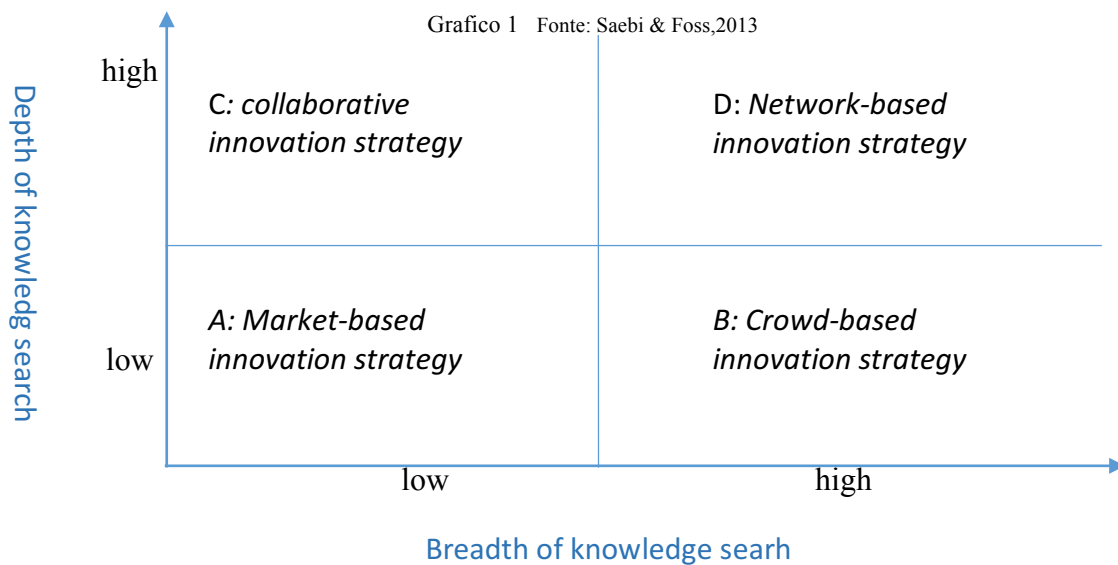 Grafico 1 Fonte: Saebi & Foss,2013
high
C: collaborative
innovation strategy
D: Network-based
innovation strategy
Depth of knowledg search
A: Market-based
innovation strategy
B: Crowd-based
innovation strategy
low
low
high
Breadth of knowledge searh